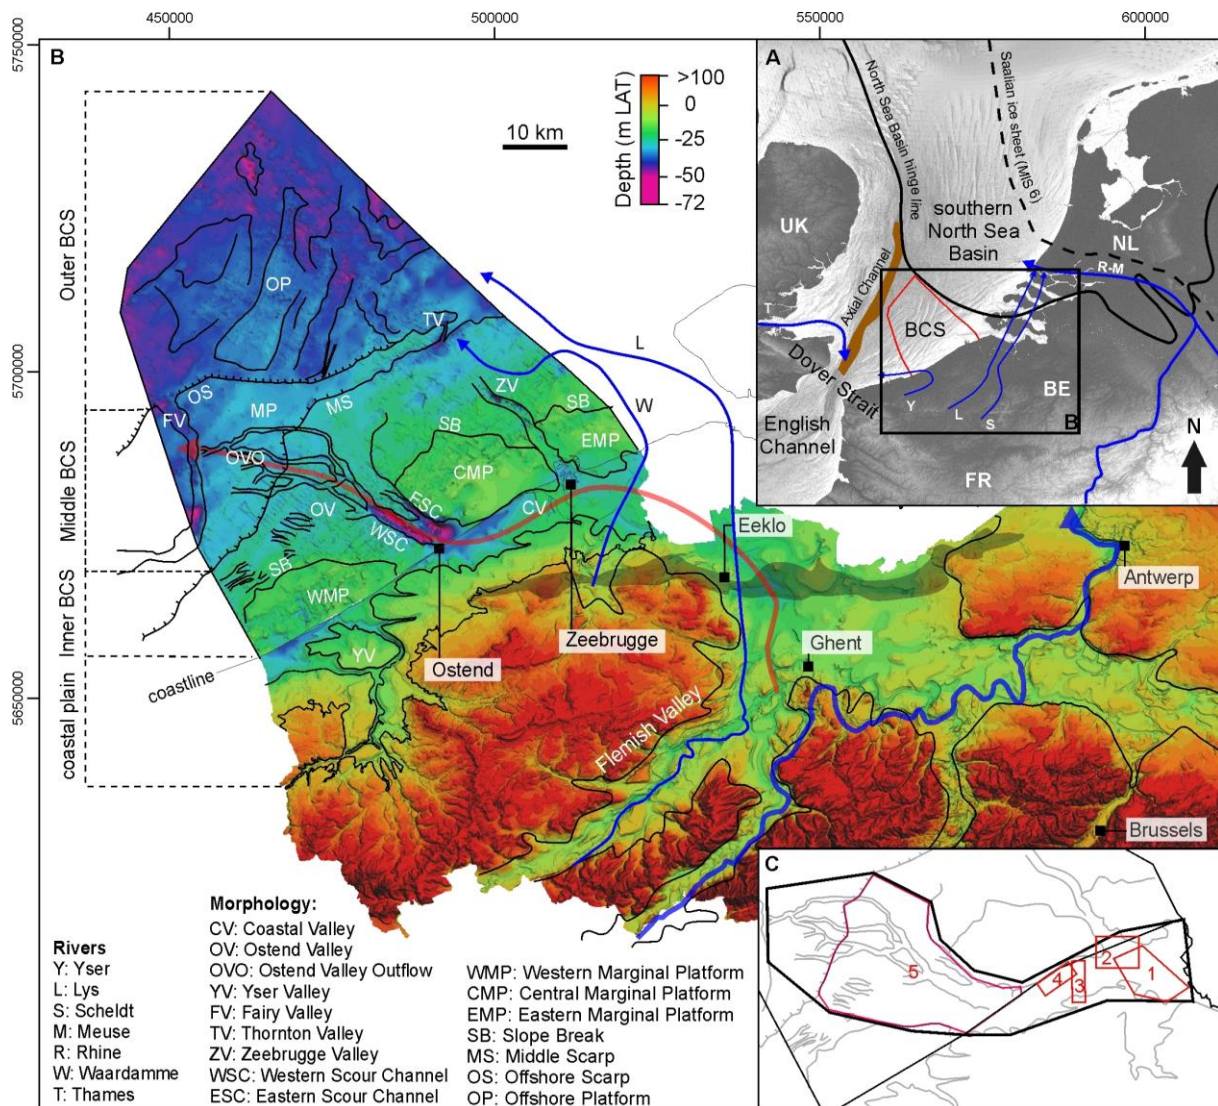 450000
500000
550000
600000
5750000
5700000
5650000
B
10 km
Depth (m LAT)
>100
0
-25
-50
-72
Outer BCS
Middle BCS
Inner BCS
coastal plain
OP
TV
OS
MP
MS
FV
OVO
OV
SB
CMP
ZV
SB
EMP
ESC
WSC
CV
SB
WMP
YV
L
W
coastline
Ostend
Zeebrugge
Eeklo
Ghent
Antwerp
Brussels
Flemish Valley
A
North Sea Basin hinge line
Saalian ice sheet (MIS 6)
southern
North Sea
Basin
UK
NL
R-M
T
Axial Channel
BCS
Dover Strait
BE
Y
L
S
B
English
Channel
FR
N
C
5
4
3
2
1
Rivers
Y: Yser
L: Lys
S: Scheldt
M: Meuse
R: Rhine
W: Waardamme
T: Thames
Morphology:
CV: Coastal Valley
OV: Ostend Valley
OVO: Ostend Valley Outflow
YV: Yser Valley
FV: Fairy Valley
TV: Thornton Valley
ZV: Zeebrugge Valley
WSC: Western Scour Channel
ESC: Eastern Scour Channel
WMP: Western Marginal Platform
CMP: Central Marginal Platform
EMP: Eastern Marginal Platform
SB: Slope Break
MS: Middle Scarp
OS: Offshore Scarp
OP: Offshore Platform